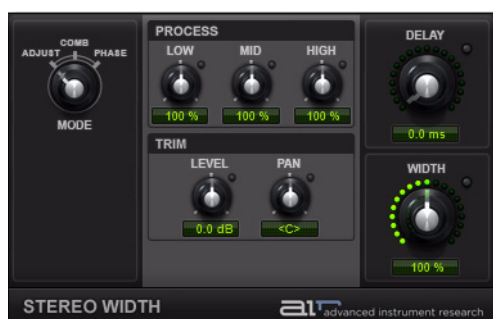 COMB
ADJUST PHASE
MODE
PROCESS
LOW MID HIGH
100 % 100 % 100 %
TRIM
LEVEL PAN
0.0 dB <C>
DELAY
0.0 ms
WIDTH
100 %
STEREO WIDTH
aır advanced instrument research